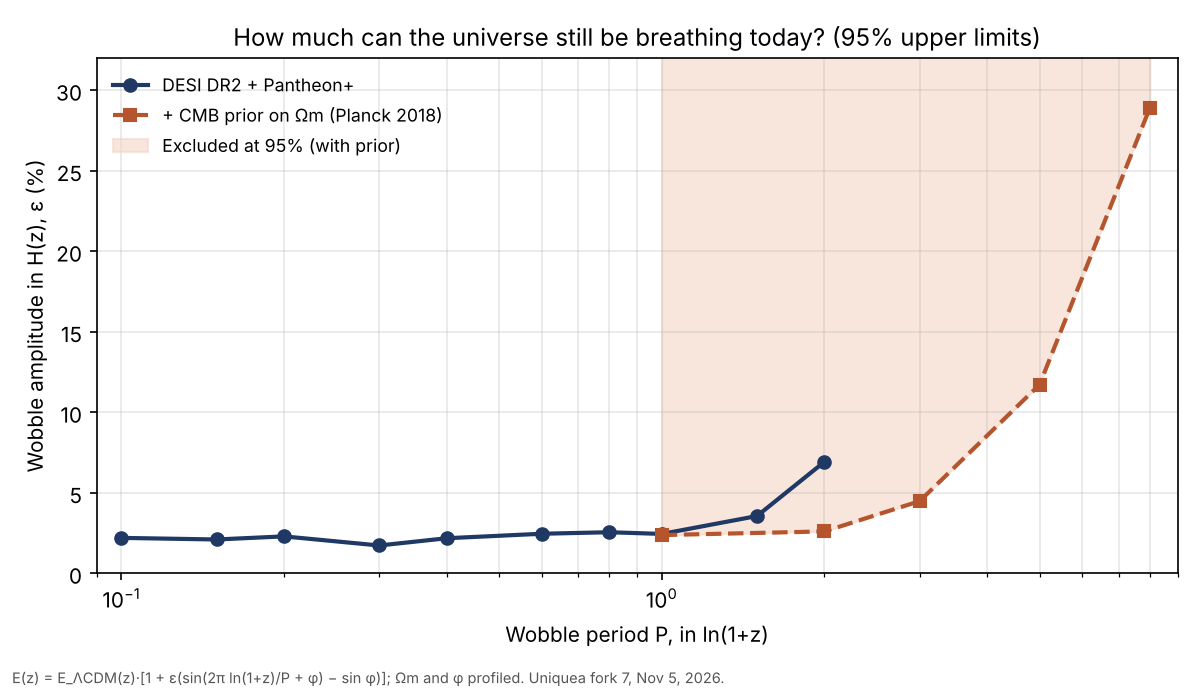 How much can the universe still be breathing today? (95% upper limits)
DESI DR2 + Pantheon+
+ CMB prior on Ωm (Planck 2018)
Excluded at 95% (with prior)
Wobble amplitude in H(z), ε (%)
30
25
20
15
10
5
0
10⁻¹
10⁰
Wobble period P, in ln(1+z)
E(z) = E_ΛCDM(z)·[1 + ε(sin(2π ln(1+z)/P + φ) − sin φ)]; Ωm and φ profiled. Uniquea fork 7, Nov 5, 2026.